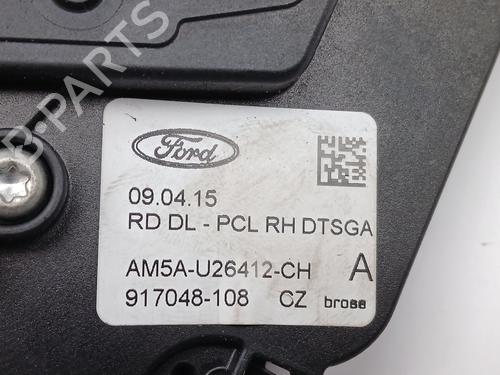 B-PARTS
Ford
09.04.15
RD DL - PCL RH DTSGA
AM5A-U26412-CH A
917048-108 CZ brose